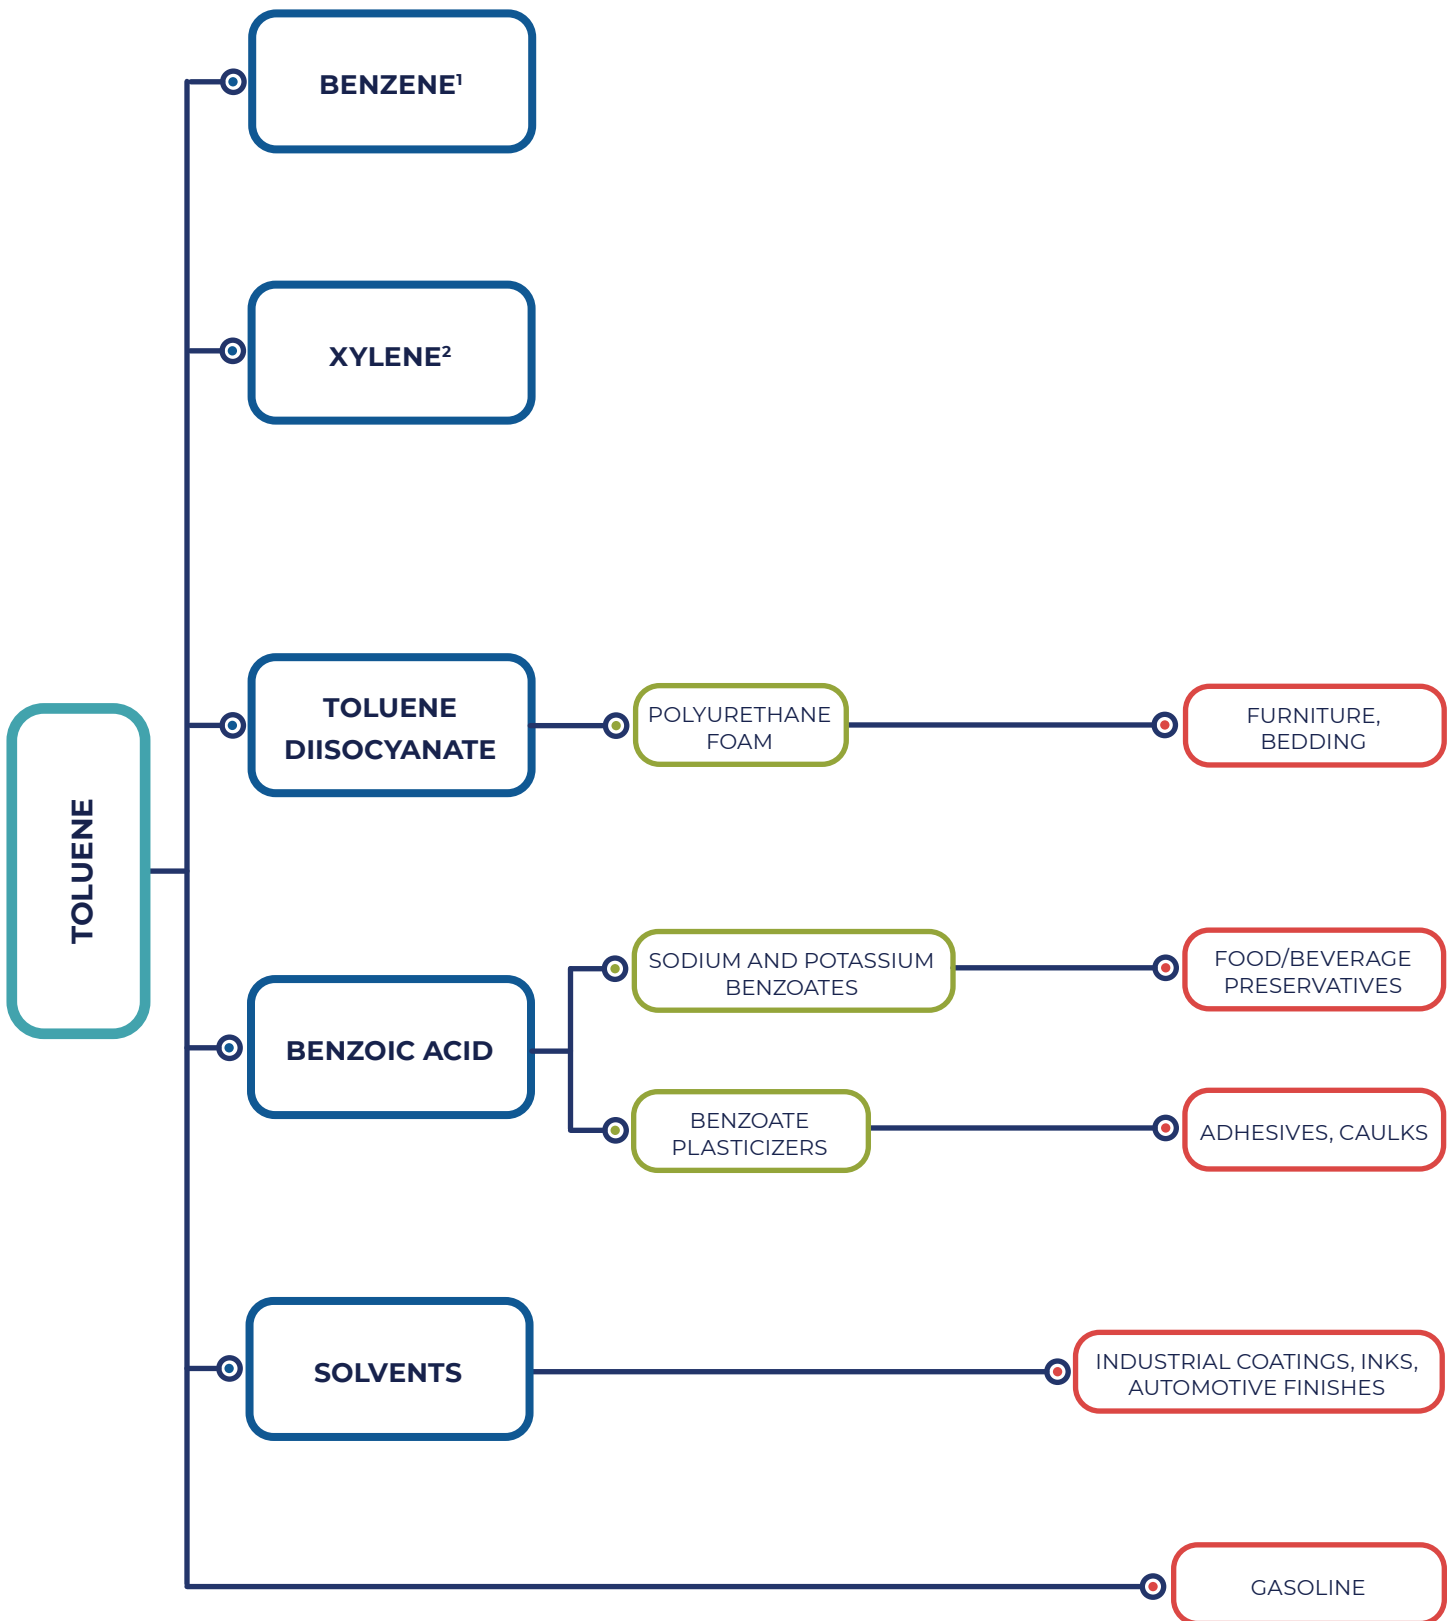 BENZENE¹
XYLENE²
TOLUENE
DIISOCYANATE
POLYURETHANE
FOAM
FURNITURE,
BEDDING
TOLUENE
BENZOIC ACID
SODIUM AND POTASSIUM
BENZOATES
FOOD/BEVERAGE
PRESERVATIVES
BENZOATE
PLASTICIZERS
ADHESIVES, CAULKS
SOLVENTS
INDUSTRIAL COATINGS, INKS,
AUTOMOTIVE FINISHES
GASOLINE